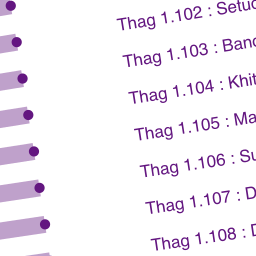 Thag 1.102 : Setuc
Thag 1.103 : Band
Thag 1.104 : Khit
Thag 1.105 : Ma
Thag 1.106 : Su
Thag 1.107 : D
Thag 1.108 : D